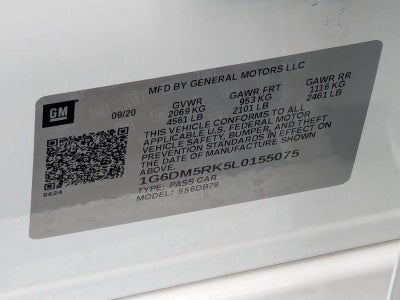 MFD BY GENERAL MOTORS LLC
GM
09/20
GVWR
2069 KG
4561 LB
GAWR FRT
953 KG
2101 LB
GAWR RR
1116 KG
2461 LB
THIS VEHICLE CONFORMS TO ALL
APPLICABLE U.S. FEDERAL MOTOR
VEHICLE SAFETY, BUMPER, AND THEFT
PREVENTION STANDARDS IN EFFECT ON
THE DATE OF MANUFACTURE SHOWN
ABOVE.
1G6DM5RK5L0155075
TYPE: PASS CAR
MODEL: 6DB79